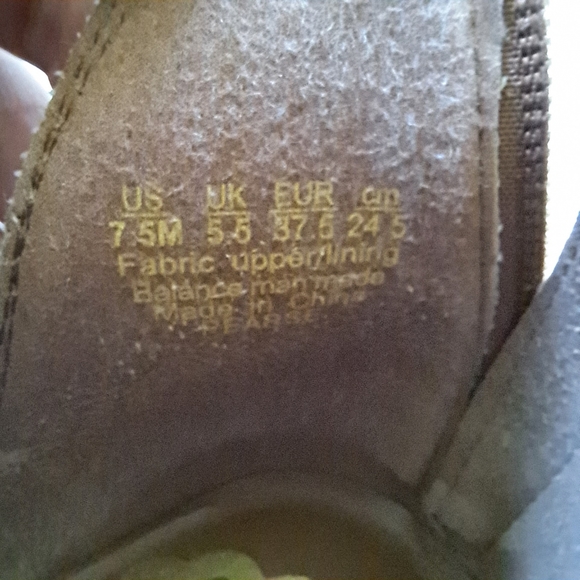 US UK EUR cm
7.5M 5.5 37.5 24.5
Fabric upper/lining
Balance man made
Made in China